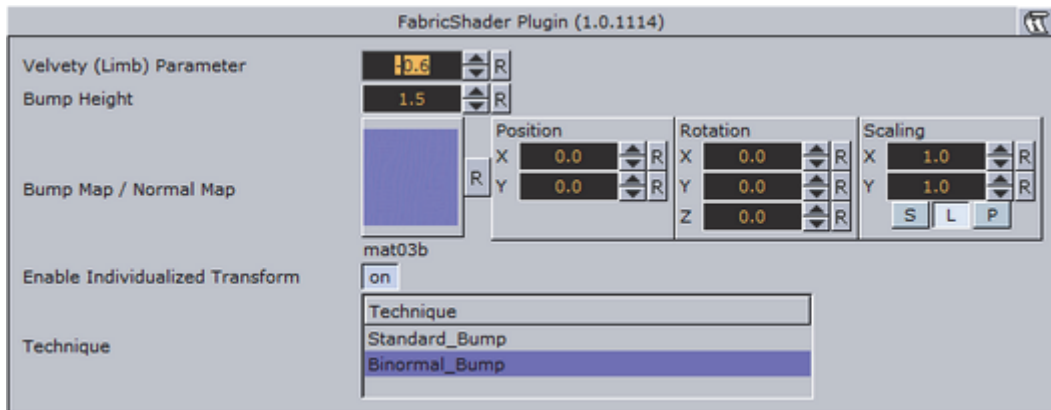 FabricShader Plugin (1.0.1114)
Velvety (Limb) Parameter -0.6 R
Bump Height 1.5 R
Position Rotation Scaling
X 0.0 R X 0.0 R X 1.0 R
Bump Map / Normal Map R Y 0.0 R Y 0.0 R Y 1.0 R
Z 0.0 R S L P
mat03b
Enable Individualized Transform on
Technique
Technique Standard_Bump
Binormal_Bump